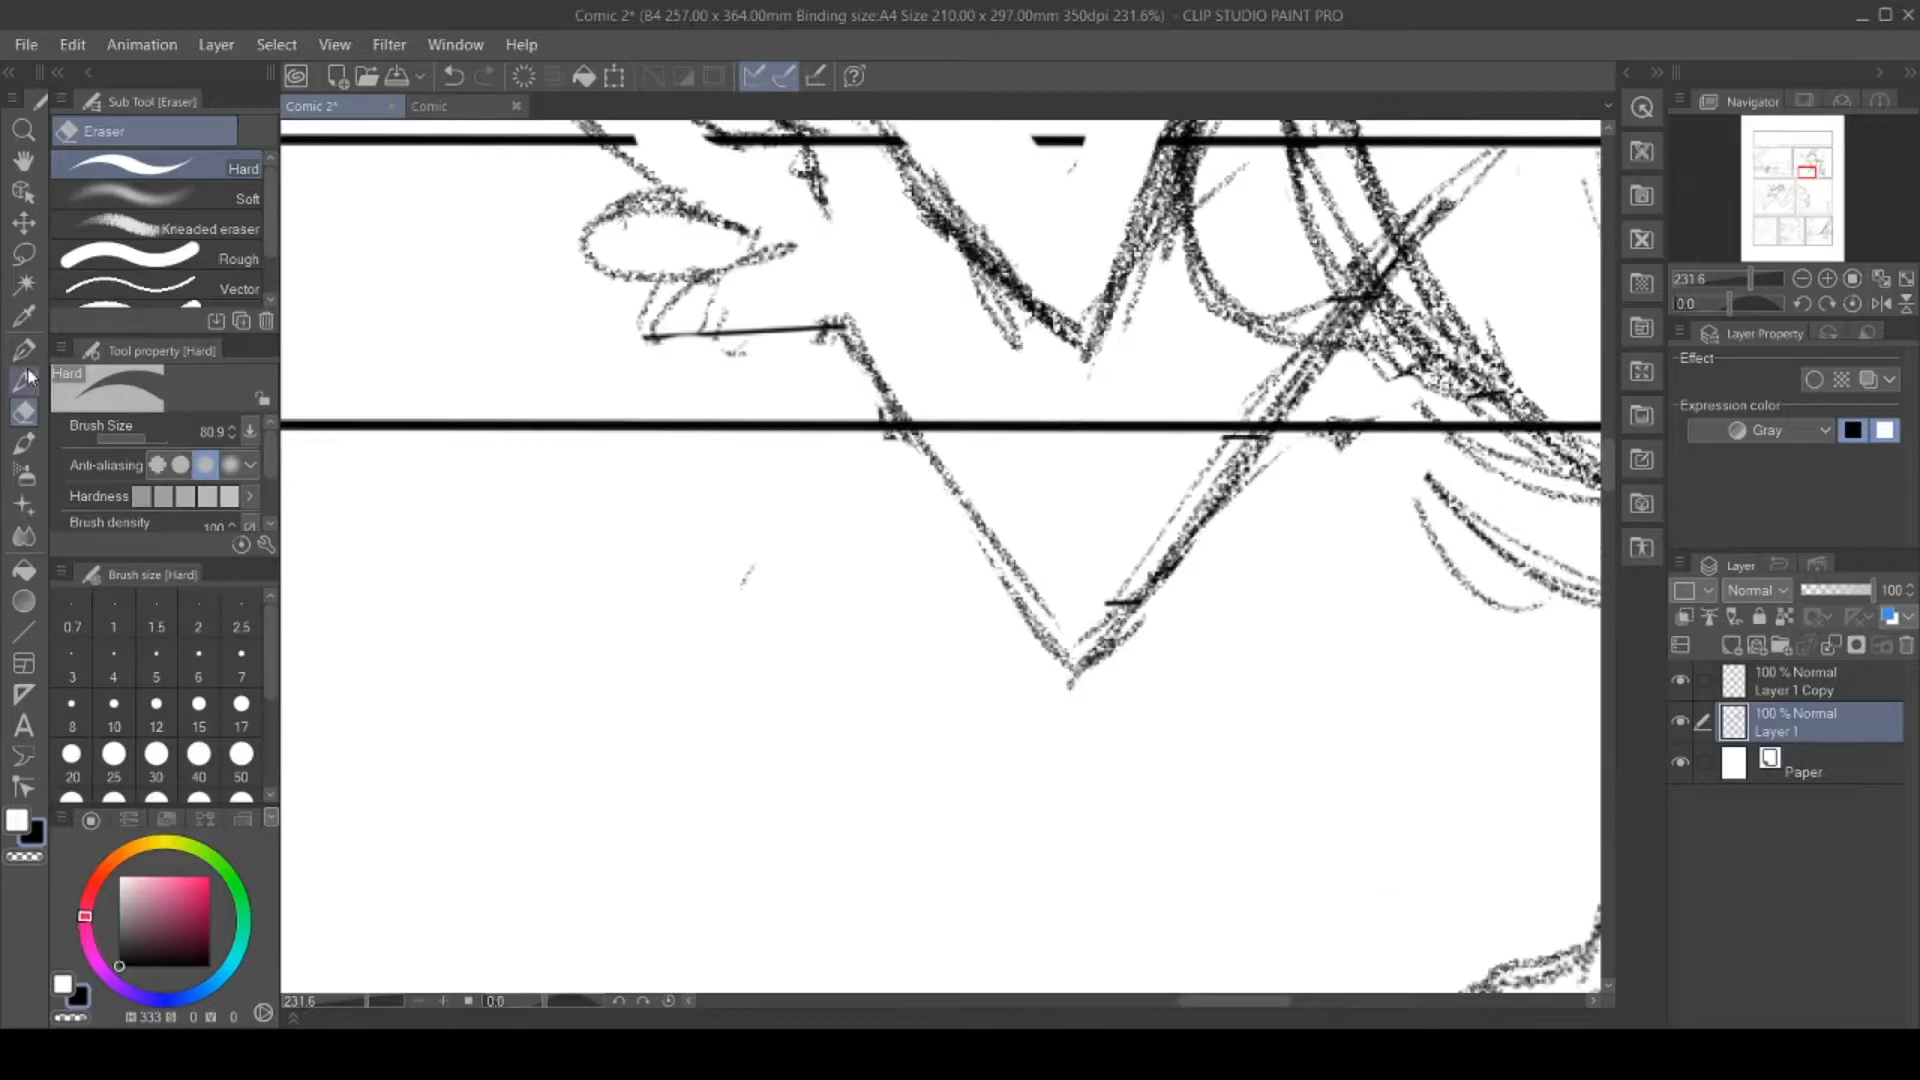 Comic 2* (B4 257.00 x 364.00mm Binding size:A4 Size 210.00 x 297.00mm 350dpi 231.6%) - CLIP STUDIO PAINT PRO
File Edit Animation Layer Select View Filter Window Help
Sub Tool [Eraser]
Comic 2*
Comic
Navigator
Eraser
Hard
Soft
Kneaded eraser
Rough
Vector
231.6
0.0
Layer Property
Tool property [Hard]
Hard
Effect
Expression color
Gray
Brush Size 80.9
Anti-aliasing
Hardness
Brush density 100
Brush size [Hard]
0.7 1 1.5 2 2.5
3 4 5 6 7
8 10 12 15 17
20 25 30 40 50
Layer
Normal 100
100 % Normal
Layer 1 Copy
100 % Normal
Layer 1
Paper
231.6 0.0
H 333 S 0 V 0